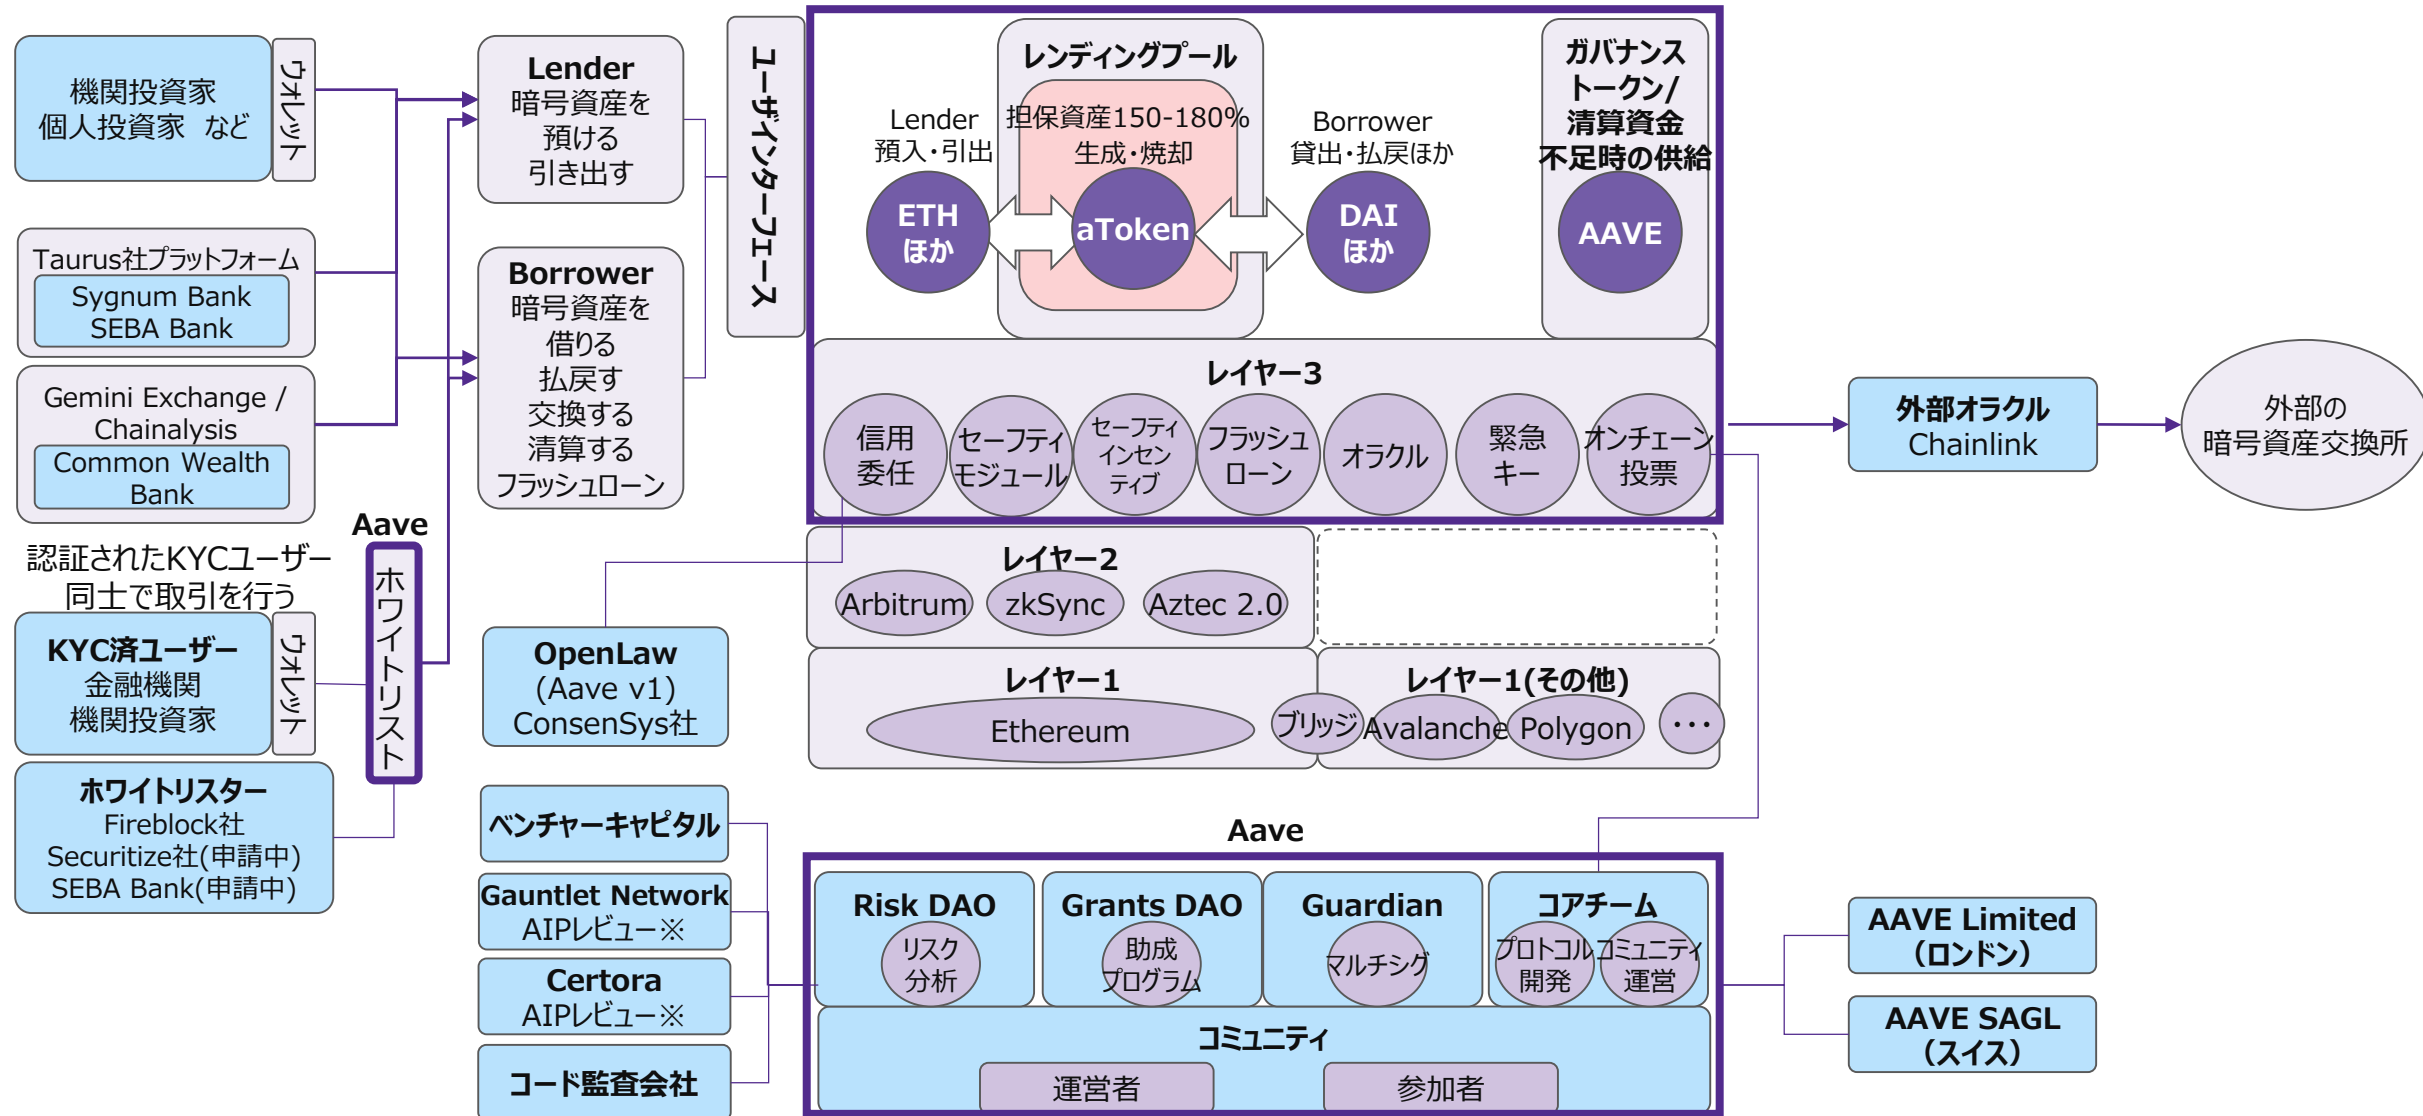 機関投資家
個人投資家 など
ウォレット
Taurus社プラットフォーム
Sygnum Bank
SEBA Bank
Gemini Exchange /
Chainalysis
Common Wealth
Bank
Aave
認証されたKYCユーザー
同士で取引を行う
KYC済ユーザー
金融機関
機関投資家
ウォレット
ホワイトリスト
ホワイトリスター
Fireblock社
Securitize社(申請中)
SEBA Bank(申請中)
Lender
暗号資産を
預ける
引き出す
Borrower
暗号資産を
借りる
払戻す
交換する
清算する
フラッシュローン
ユーザインターフェース
レンディングプール
担保資産150-180%
生成・焼却
Lender
預入・引出
ETH
ほか
aToken
Borrower
貸出・払戻ほか
DAI
ほか
ガバナンス
トークン/
清算資金
不足時の供給
AAVE
レイヤー3
信用
委任
セーフティ
モジュール
セーフティ
インセン
ティブ
フラッシュ
ローン
オラクル
緊急
キー
オンチェーン
投票
外部オラクル
Chainlink
外部の
暗号資産交換所
レイヤー2
Arbitrum
zkSync
Aztec 2.0
レイヤー1
Ethereum
ブリッジ
レイヤー1(その他)
Avalanche
Polygon
・・・
OpenLaw
(Aave v1)
ConsenSys社
ベンチャーキャピタル
Gauntlet Network
AIPレビュー※
Certora
AIPレビュー※
コード監査会社
Aave
Risk DAO
リスク
分析
Grants DAO
助成
プログラム
Guardian
マルチシグ
コアチーム
プロトコル
開発
コミュニティ
運営
コミュニティ
運営者
参加者
AAVE Limited
（ロンドン）
AAVE SAGL
（スイス）